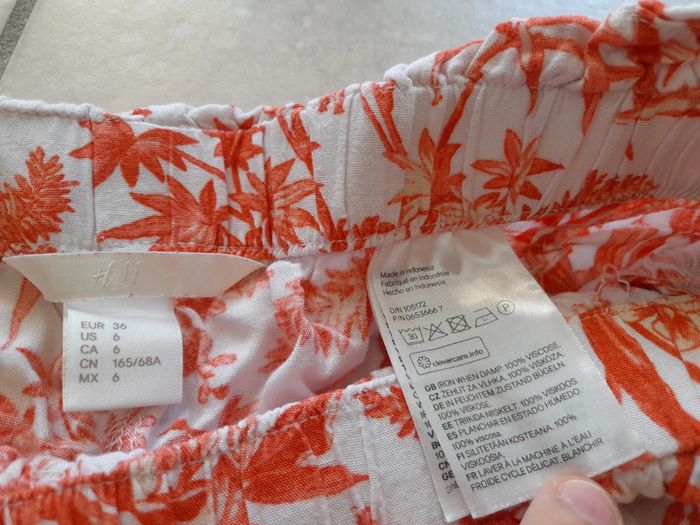 H&M
EUR 36
US 6
CA 6
CN 165/68A
MX 6
Made in Indonesia
Fabriqué en Indonésie
Hecho en Indonesia
O/N 105172
P/N 0653666 7
30
P
clevercare.info
GB IRON WHEN DAMP 100% VISCOSE.
CZ ŽEHLIT ZA VLHKA. 100% VISKÓZA.
DE IN FEUCHTEM ZUSTAND BÜGELN.
100% VISKOSE.
EE TRIIKIDA NIISKELT. 100% VISKOOS.
ES PLANCHAR EN ESTADO HÚMEDO.
100% viscosa.
FI SILITETÄÄN KOSTEANA. 100%
VISKOOSIA.
FR LAVER À LA MACHINE À L'EAU
FROIDE CYCLE DÉLICAT, BLANCHIR